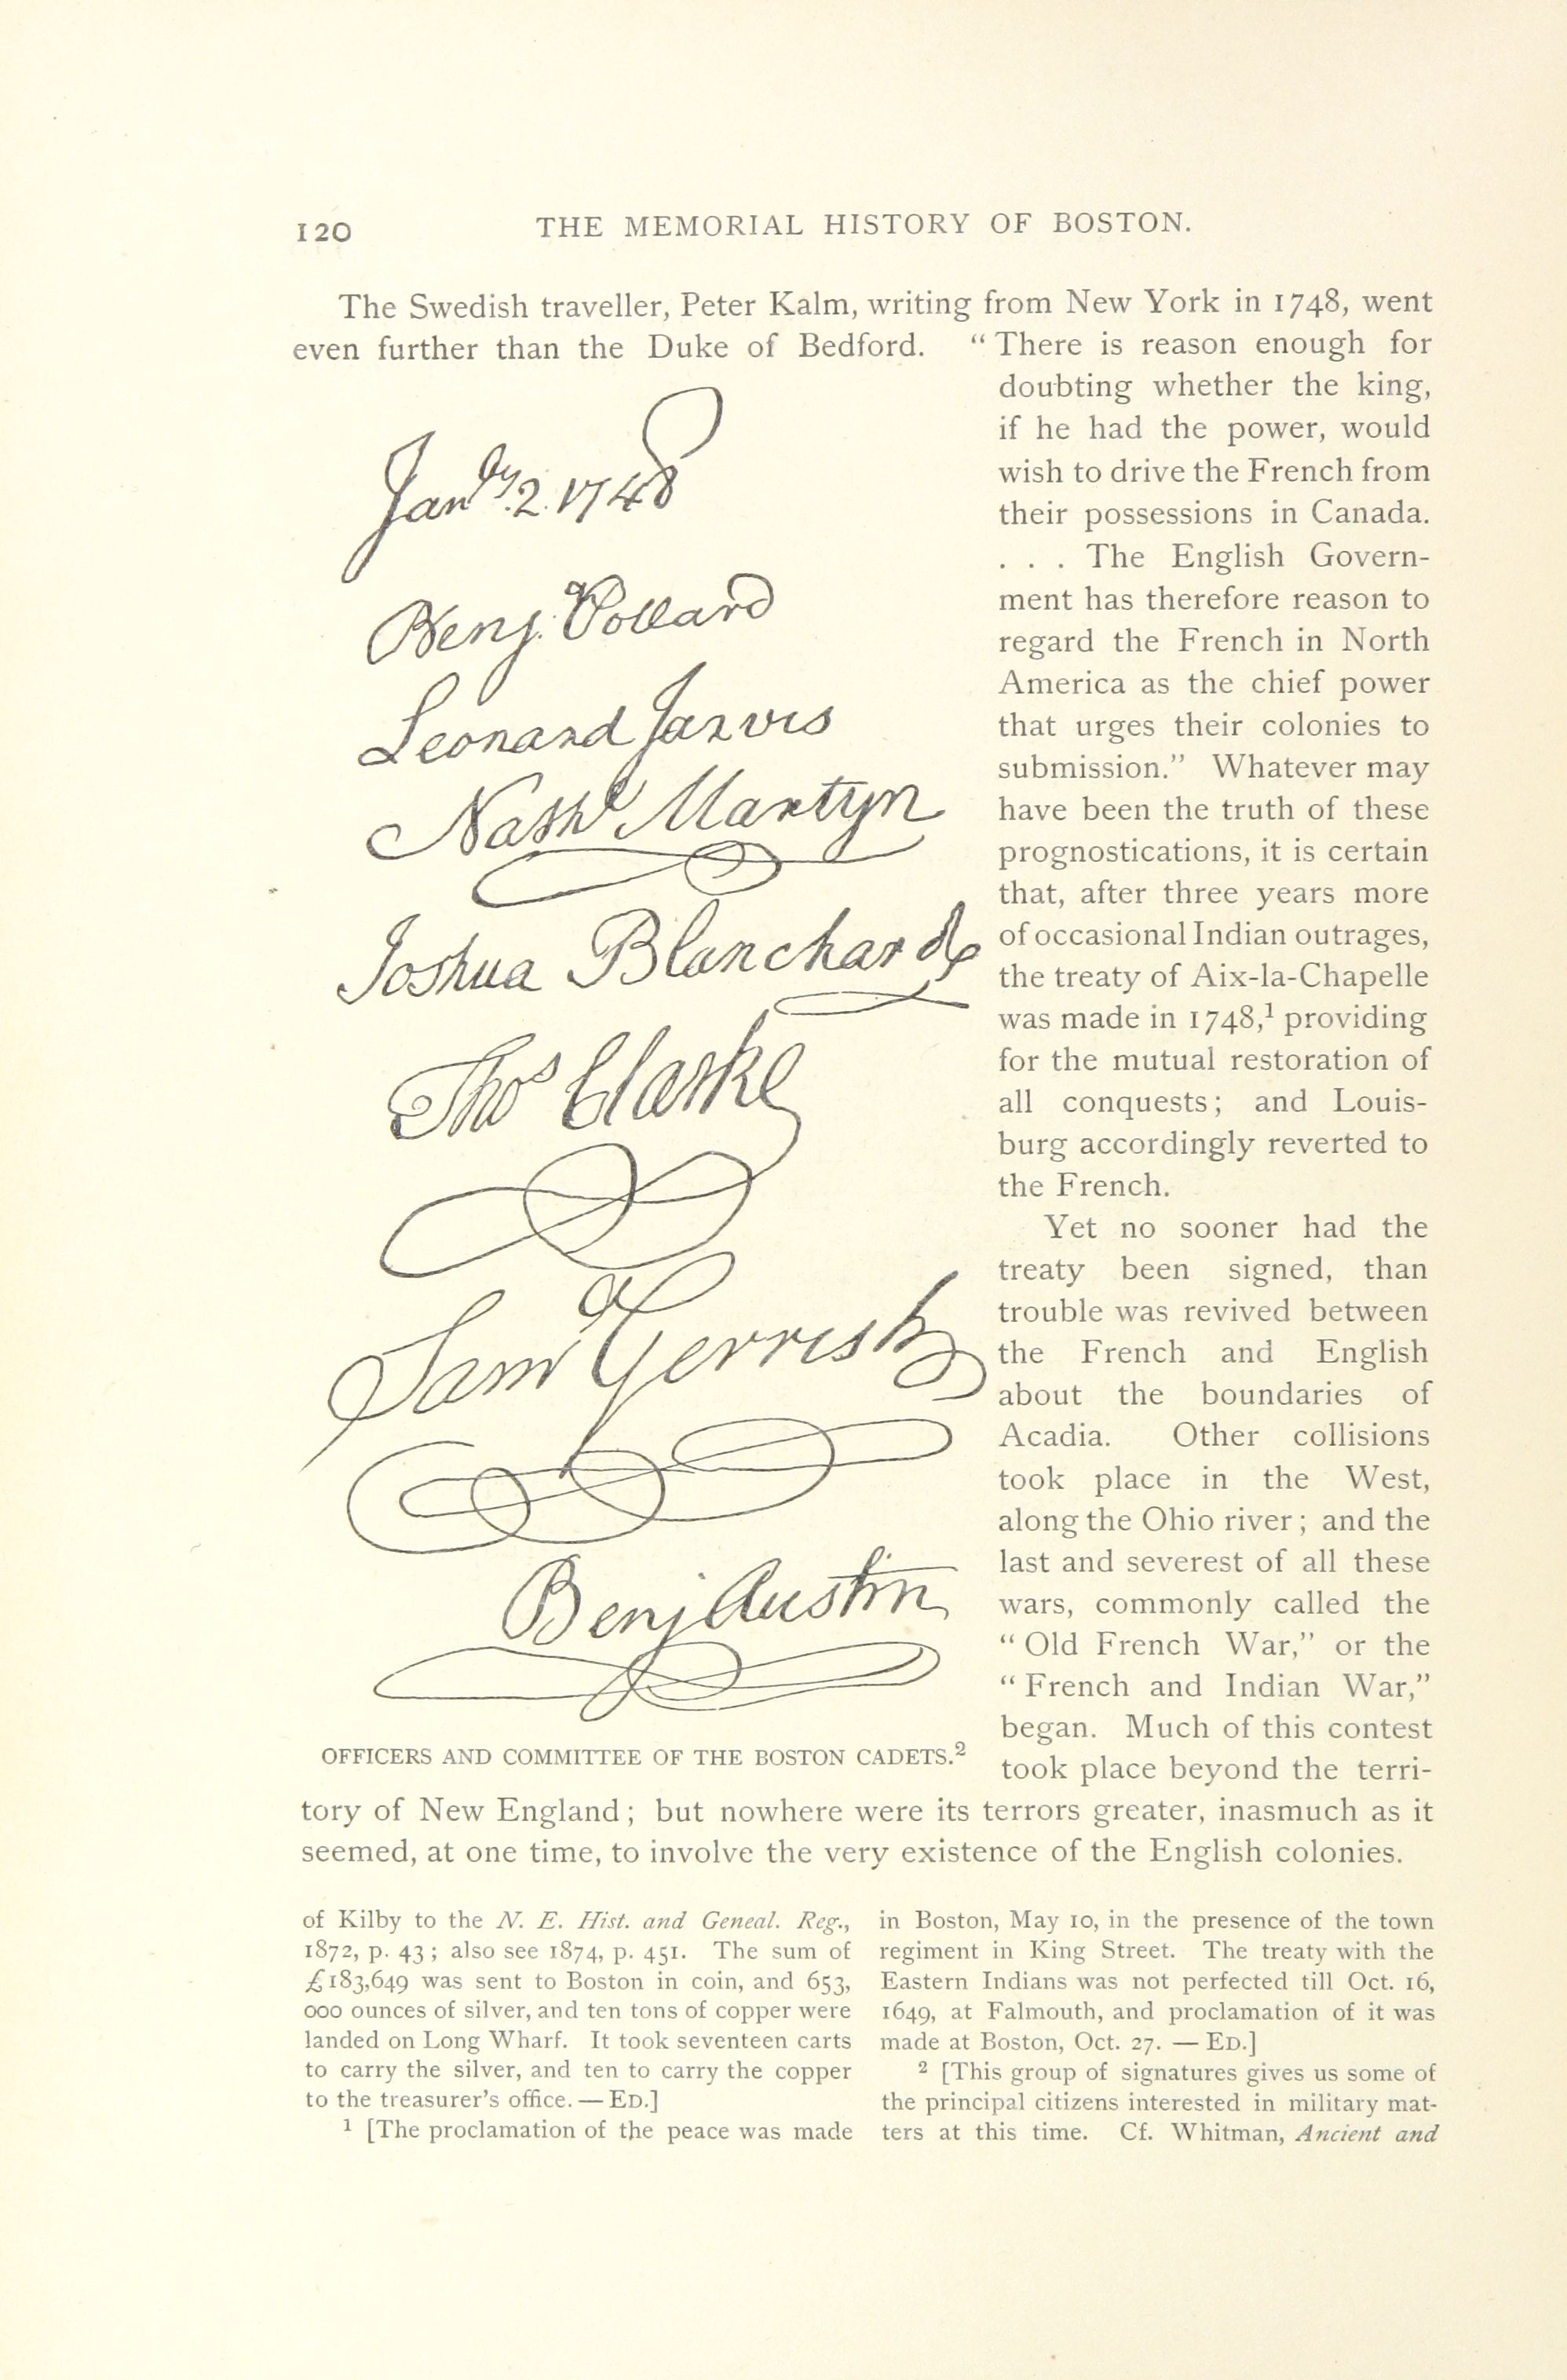 120
THE MEMORIAL HISTORY OF BOSTON.
The Swedish traveller, Peter Kalm, writing from New York in 1748, went
even further than the Duke of Bedford. “There is reason enough for
doubting whether the king,
if he had the power, would
wish to drive the French from
their possessions in Canada.
. . . The English Govern-
ment has therefore reason to
regard the French in North
America as the chief power
that urges their colonies to
submission.” Whatever may
have been the truth of these
prognostications, it is certain
that, after three years more
of occasional Indian outrages,
the treaty of Aix-la-Chapelle
was made in 1748,¹ providing
for the mutual restoration of
all conquests; and Louis-
burg accordingly reverted to
the French.
Yet no sooner had the
treaty been signed, than
trouble was revived between
the French and English
about the boundaries of
Acadia. Other collisions
took place in the West,
along the Ohio river; and the
last and severest of all these
wars, commonly called the
“Old French War,” or the
“French and Indian War,”
began. Much of this contest
took place beyond the terri-
Janry. 2. 1748
Benj. Pollard
Leonard Jarvis
Nathl Martyn
Joshua Blanchard
Thos Clarke
Saml Gerrish
Benj Austin
OFFICERS AND COMMITTEE OF THE BOSTON CADETS.²
tory of New England; but nowhere were its terrors greater, inasmuch as it
seemed, at one time, to involve the very existence of the English colonies.
of Kilby to the N. E. Hist. and Geneal. Reg.,
1872, p. 43; also see 1874, p. 451. The sum of
£183,649 was sent to Boston in coin, and 653,
000 ounces of silver, and ten tons of copper were
landed on Long Wharf. It took seventeen carts
to carry the silver, and ten to carry the copper
to the treasurer's office. — ED.]
¹ [The proclamation of the peace was made
in Boston, May 10, in the presence of the town
regiment in King Street. The treaty with the
Eastern Indians was not perfected till Oct. 16,
1649, at Falmouth, and proclamation of it was
made at Boston, Oct. 27. — ED.]
² [This group of signatures gives us some of
the principal citizens interested in military mat-
ters at this time. Cf. Whitman, Ancient and